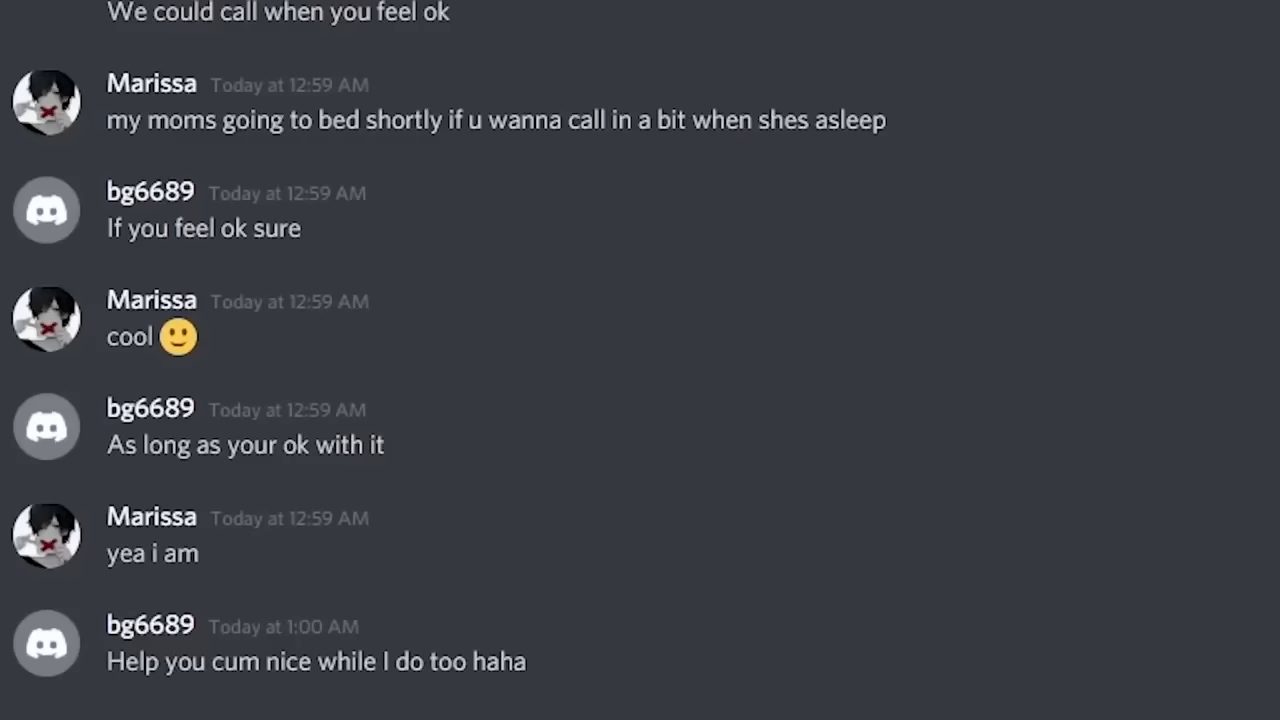 We could call when you feel ok
Marissa Today at 12:59 AM
my moms going to bed shortly if u wanna call in a bit when shes asleep
bg6689 Today at 12:59 AM
If you feel ok sure
Marissa Today at 12:59 AM
cool 🙂
bg6689 Today at 12:59 AM
As long as your ok with it
Marissa Today at 12:59 AM
yea i am
bg6689 Today at 1:00 AM
Help you cum nice while I do too haha